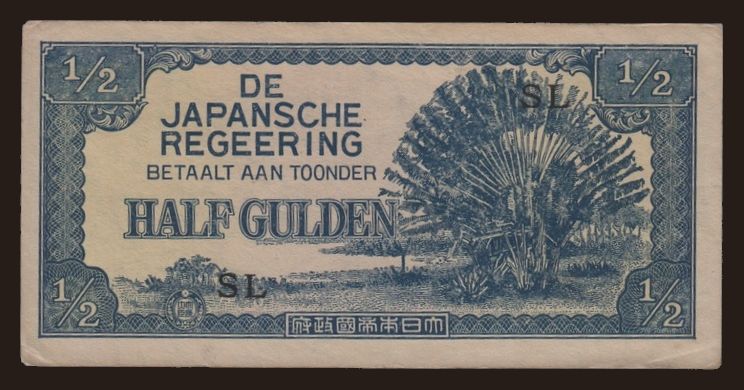 1/2
1/2
DE
JAPANSCHE
REGEERING
BETAALT AAN TOONDER
HALF GULDEN
SL
SL
1/2
1/2
府政國帝本日大